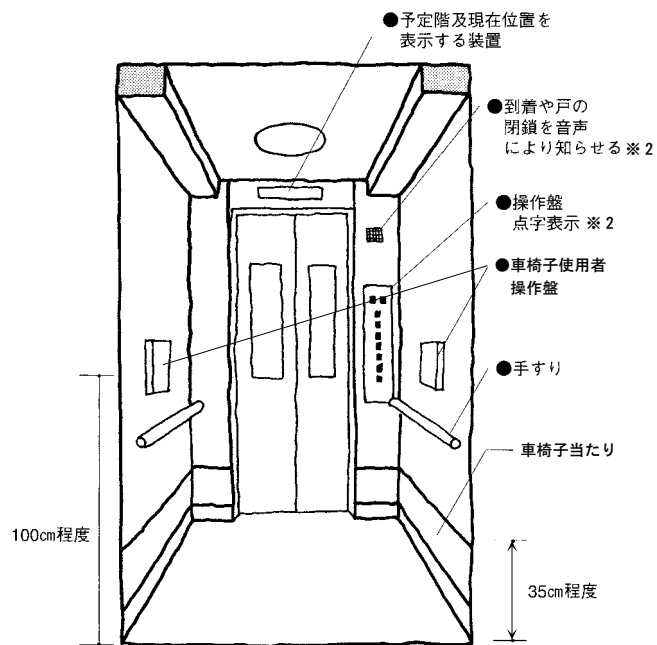 ●予定階及現在位置を
表示する装置
●到着や戸の
閉鎖を音声
により知らせる※2
●操作盤
点字表示 ※2
●車椅子使用者
操作盤
●手すり
車椅子当たり
100cm程度
35cm程度